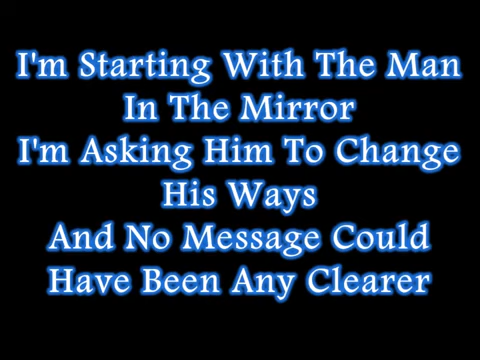 I'm Starting With The Man
In The Mirror
I'm Asking Him To Change
His Ways
And No Message Could
Have Been Any Clearer